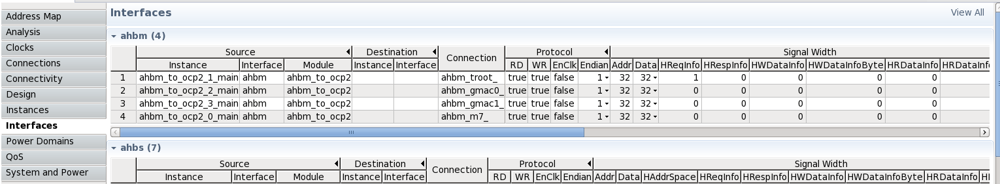 Address Map
Analysis
Clocks
Connections
Connectivity
Design
Instances
Interfaces
Power Domains
QoS
System and Power
Interfaces View All
ahbm (4)
Source Destination Connection Protocol Signal Width
Instance Interface Module Instance Interface RD WR EnClk Endian Addr Data HReqInfo HRespInfo HWDataInfo HWDataInfoByte HRDataInfo HRDataInfo
1 ahbm_to_ocp2_1_main ahbm ahbm_to_ocp2 ahbm_troot_ true true false 1 32 32 1 0 0 0 0
2 ahbm_to_ocp2_2_main ahbm ahbm_to_ocp2 ahbm_gmac0_ true true false 1 32 32 0 0 0 0 0
3 ahbm_to_ocp2_3_main ahbm ahbm_to_ocp2 ahbm_gmac1_ true true false 1 32 32 0 0 0 0 0
4 ahbm_to_ocp2_0_main ahbm ahbm_to_ocp2 ahbm_m7_ true true false 1 32 32 0 0 0 0 0
ahbs (7)
Source Destination Connection Protocol Signal Width
Instance Interface Module Instance Interface RD WR EnClk Endian Addr Data HAddrSpace HReqInfo HRespInfo HWDataInfo HWDataInfoByte HRDataInfo